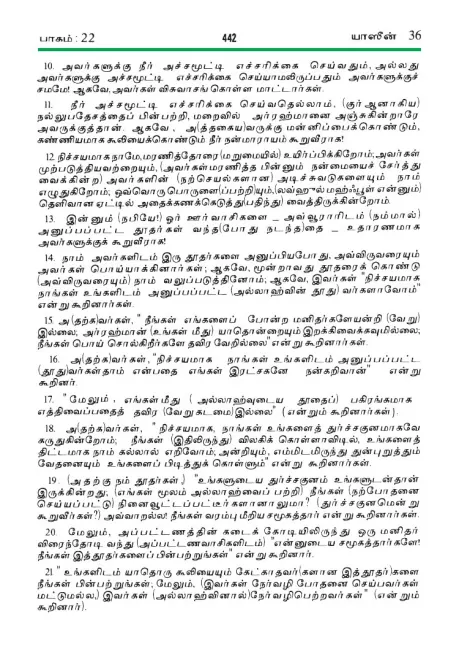 பாகம் : 22 442 யாஸீன் 36
10. அவர்களுக்கு நீர் அச்சமூட்டி எச்சரிக்கை செய்வதும், அல்லது
அவர்களுக்கு அச்சமூட்டி எச்சரிக்கை செய்யாமலிருப்பதும் அவர்களுக்குச்
சமமே! ஆகவே, அவர்கள் விசுவாசங் கொள்ள மாட்டார்கள்.
11. நீர் அச்சமூட்டி எச்சரிக்கை செய்வதெல்லாம், (குர்ஆனாகிய)
நல்லுபதேசத்தைப் பின்பற்றி, மறைவில் அர்ரஹ்மானை அஞ்சுகின்றாரே
அவருக்குத்தான். ஆகவே, அ(த்தகைய)வருக்கு மன்னிப்பைக்கொண்டும்,
கண்ணியமான கூலியைக்கொண்டும் நீர் நன்மாராயம் கூறுவீராக!
12. நிச்சயமாக நாமே, மரணித்தோரை (மறுமையில்) உயிர்ப்பிக்கிறோம்; அவர்கள்
முற்படுத்தியவற்றையும், (அவர்கள் மரணித்த பின்னும் நன்மையைச் சேர்த்து
வைக்கின்ற) அவர்களின் (நற்செயல்களான) அடிச்சுவடுகளையும் நாம்
எழுதுகிறோம்; ஒவ்வொரு பொருளை(ப்பற்றி)யும், (லவ்ஹுல் மஹ்ஃபூள் என்னும்)
தெளிவான ஏட்டில் அதைக்கணக்கெடுத்து(பதிந்து) வைத்திருக்கின்றோம்.
13. இன்னும் (நபியே!) ஓர் ஊர்வாசிகளை _ அவ்வூராரிடம் (நம்மால்)
அனுப்பப்பட்ட தூதர்கள் வந்த(போது நடந்த)தை _ உதாரணமாக
அவர்களுக்குக் கூறுவீராக!
14. நாம் அவர்களிடம் இரு தூதர்களை அனுப்பியபோது, அவ்விருவரையும்
அவர்கள் பொய்யாக்கினார்கள்; ஆகவே, மூன்றாவது தூதரைக் கொண்டு
(அவ்விருவரையும்) நாம் வலுப்படுத்தினோம்; ஆகவே, இவர்கள் "நிச்சயமாக
நாங்கள் உங்களிடம் அனுப்பப்பட்ட (அல்லாஹ்வின் தூது) வர்களாவோம்"
என்று கூறினார்கள்.
15. அ(தற்க)வர்கள், " நீங்கள் எங்களைப் போன்ற மனிதர்களேயன்றி (வேறு)
இல்லை; அர்ரஹ்மான் (உங்கள் மீது) யாதொன்றையும் இறக்கிவைக்கவுமில்லை;
நீங்கள் பொய் சொல்கிறீர்களே தவிர வேறில்லை" என்று கூறினார்கள்.
16. அ(தற்க)வர்கள், "நிச்சயமாக நாங்கள் உங்களிடம் அனுப்பப்பட்ட
(தூது)வர்கள்தாம் என்பதை எங்கள் இரட்சகனே நன்கறிவான்" என்று
கூறினர்.
17. "மேலும், எங்கள்மீது ( அல்லாஹ்வுடைய தூதைப்) பகிரங்கமாக
எத்திவைப்பதைத் தவிர (வேறு கடமை)இல்லை" ( என்றும் கூறினார்கள் ).
18. அ(தற்க)வர்கள், " நிச்சயமாக, நாங்கள் உங்களைத் துர்ச்சகுனமாகவே
கருதுகின்றோம்; நீங்கள் (இதிலிருந்து) விலகிக் கொள்ளாவிடில், உங்களைத்
திட்டமாக நாம் கல்லால் எறிவோம்; அன்றியும், எம்மிடமிருந்து துன்புறுத்தும்
வேதனையும் உங்களைப் பிடித்துக் கொள்ளும்" என்று கூறினார்கள்.
19. (அதற்கு நம் தூதர்கள்,) "உங்களுடைய துர்ச்சகுனம் உங்களுடன்தான்
இருக்கின்றது; (எங்கள் மூலம் அல்லாஹ்வைப் பற்றி) நீங்கள் (நற்போதனை
செய்யப்பட்டு) நினைவூட்டப்பட்டீர்களானாலுமா? ( துர்ச்சகுனமென்று
கூறுவீர்கள்?) அவ்வாறல்ல! நீங்கள் வரம்பு மீறிய சமூகத்தார் என்று கூறினார்கள்.
20. மேலும், அப்பட்டணத்தின் கடைக் கோடியிலிருந்து ஒரு மனிதர்
விரைந்தோடி வந்து (அப்பட்டணவாசிகளிடம்) "என்னுடைய சமூகத்தார்களே!
நீங்கள் இத்தூதர்களைப் பின்பற்றுங்கள்" என்று கூறினார்.
21 " உங்களிடம் யாதொரு கூலியையும் கேட்காதவர்(களான இத்தூதர்)களை
நீங்கள் பின்பற்றுங்கள்; மேலும், (இவர்கள் நேர்வழி போதனை செய்பவர்கள்
மட்டுமல்ல,) இவர்கள் (அல்லாஹ்வினால்)நேர்வழிபெற்றவர்கள்" (என்றும்
கூறினார்).